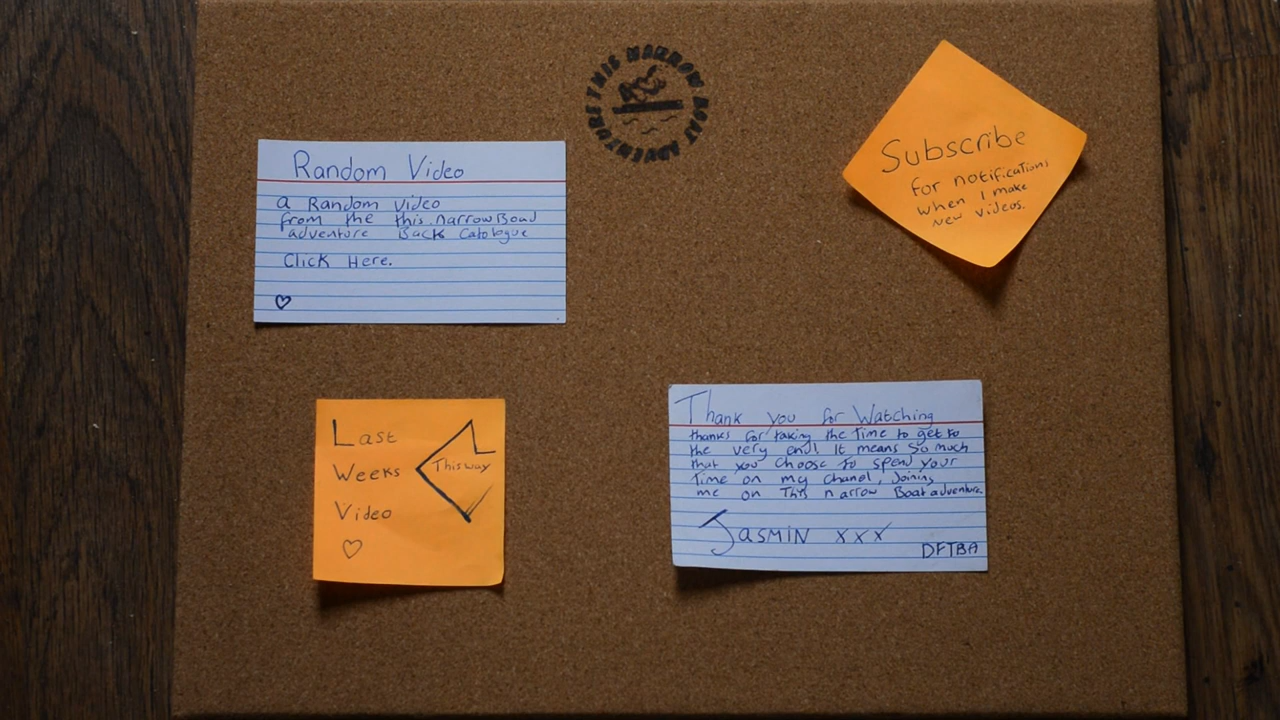 THIS NARROW BOAT ADVENTURE
Random Video
a Random Video
from the this narrow Boad
adventure Back Catologue
Click Here.
♡
Subscribe
for notifications
when I make
new videos.
Last
Weeks
Video
♡
This way
Thank you for Watching
thanks for taking the time to get to
the very end! It means so much
that you choose to spend your
time on my chanel, Joining
me on This narrow Boat adventure.
JASMIN xxx
DFTBA